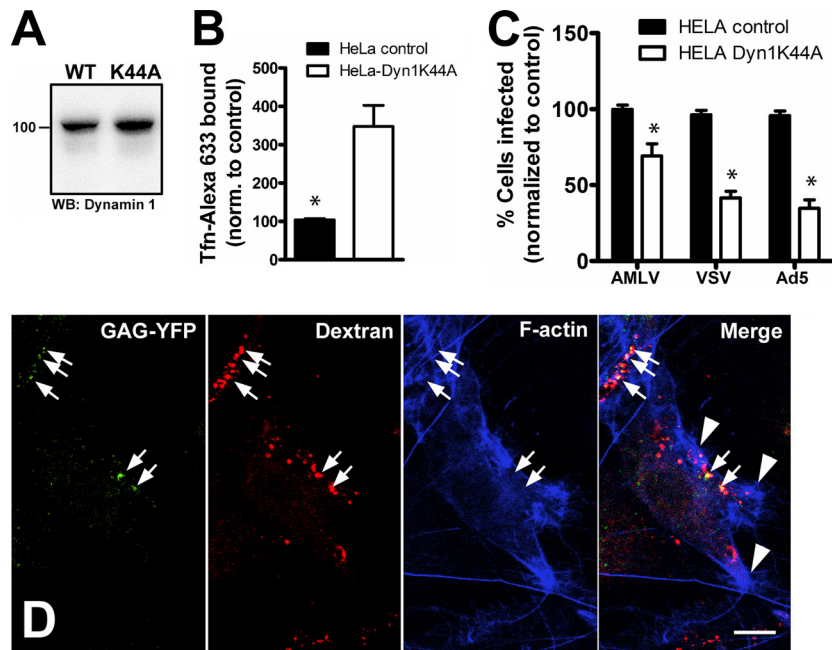 A
WT K44A
100
WB: Dynamin 1
B
HeLa control
HeLa-Dyn1K44A
Tfn-Alexa 633 bound
(norm. to control)
500
400
300
200
100
0
*
C
HELA control
HELA Dyn1K44A
% Cells infected
(normalized to control)
150
100
50
0
* * *
AMLV VSV Ad5
GAG-YFP Dextran F-actin Merge
D